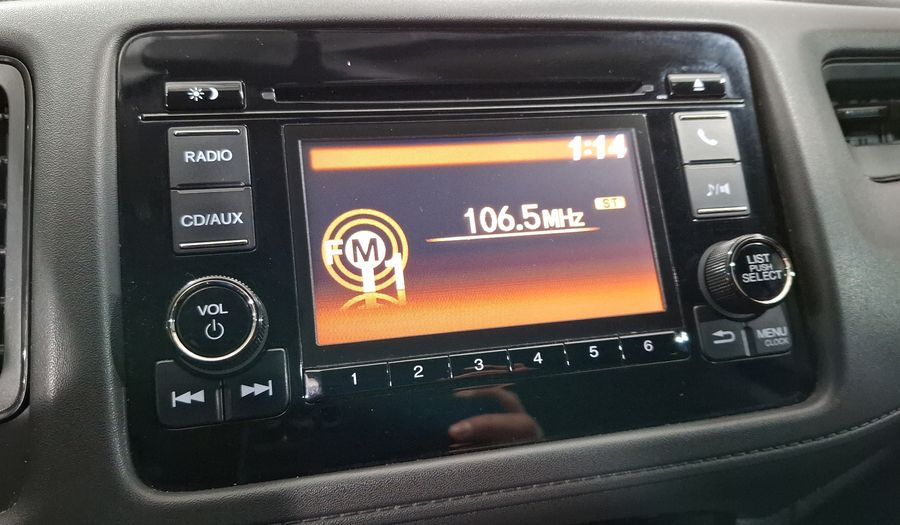 1:14
RADIO
CD/AUX
106.5MHz
ST
FM
1
VOL
LIST
PUSH
SELECT
MENU
CLOCK
1 2 3 4 5 6